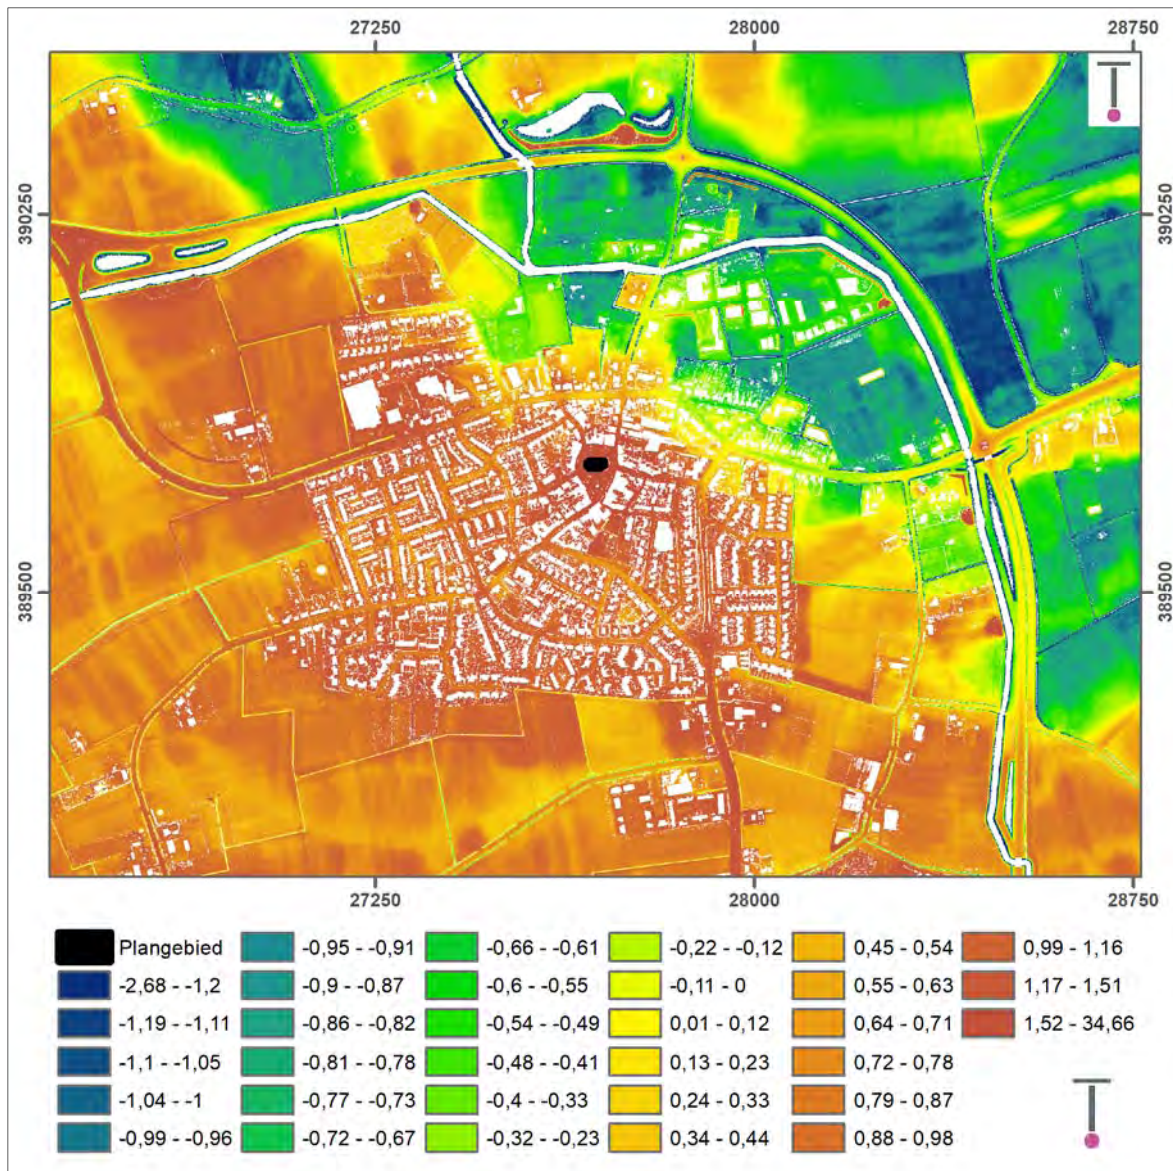 27250 28000 28750
390250 390250
389500 389500
27250 28000 28750
Plangebied -0,95 - -0,91 -0,66 - -0,61 -0,22 - -0,12 0,45 - 0,54 0,99 - 1,16
-2,68 - -1,2 -0,9 - -0,87 -0,6 - -0,55 -0,11 - 0 0,55 - 0,63 1,17 - 1,51
-1,19 - -1,11 -0,86 - -0,82 -0,54 - -0,49 0,01 - 0,12 0,64 - 0,71 1,52 - 34,66
-1,1 - -1,05 -0,81 - -0,78 -0,48 - -0,41 0,13 - 0,23 0,72 - 0,78
-1,04 - -1 -0,77 - -0,73 -0,4 - -0,33 0,24 - 0,33 0,79 - 0,87
-0,99 - -0,96 -0,72 - -0,67 -0,32 - -0,23 0,34 - 0,44 0,88 - 0,98